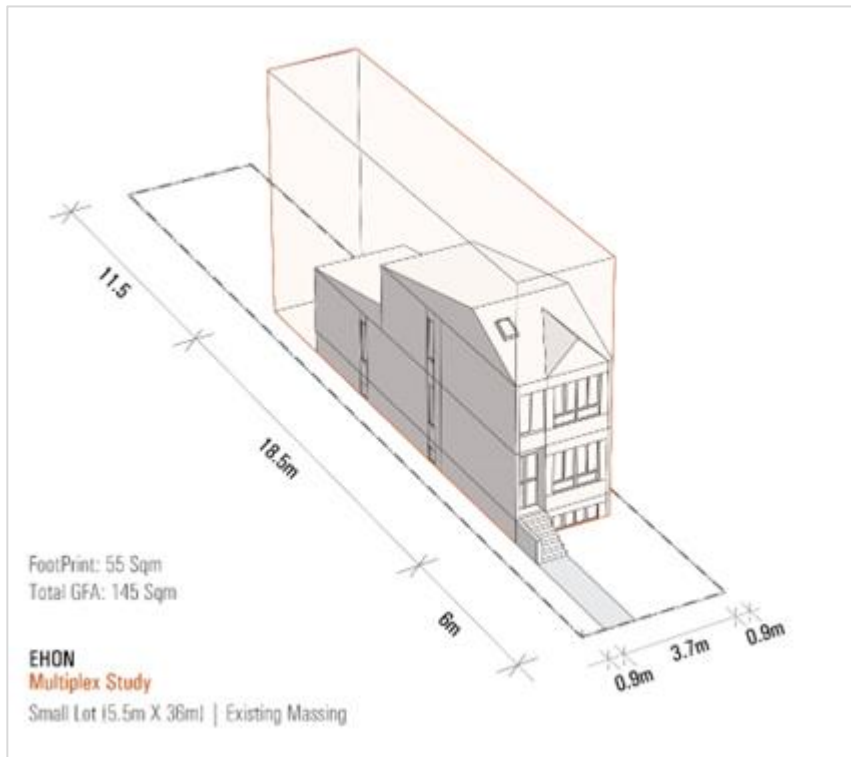 11.5
18.5m
6m
0.9m
3.7m
0.9m
FootPrint: 55 Sqm
Total GFA: 145 Sqm
EHON
Multiplex Study
Small Lot (5.5m X 36m) | Existing Massing